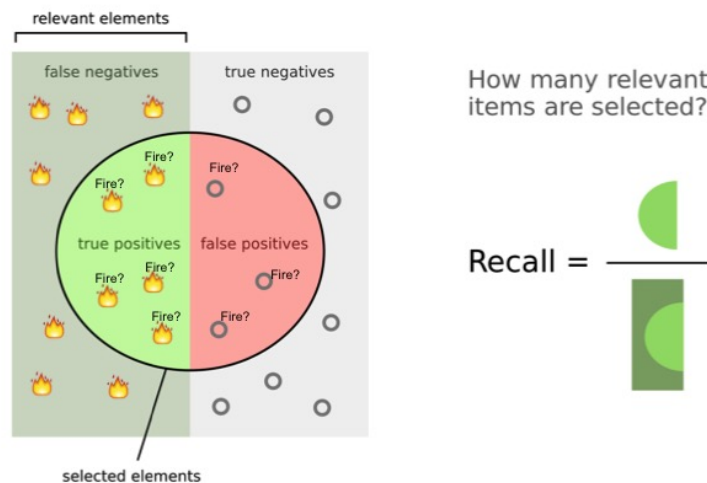 relevant elements
false negatives
true negatives
Fire?
Fire?
Fire?
true positives
false positives
Fire?
Fire?
Fire?
Fire?
Fire?
selected elements
How many relevant
items are selected?
Recall =